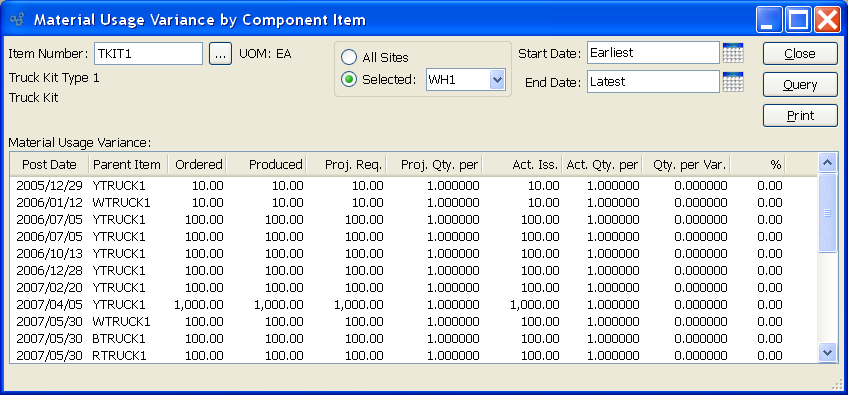 Material Usage Variance by Component Item
Item Number: TKIT1 ... UOM: EA
Truck Kit Type 1
Truck Kit
All Sites
Selected: WH1
Start Date: Earliest
End Date: Latest
Close
Query
Print
Material Usage Variance:
Post Date Parent Item Ordered Produced Proj. Req. Proj. Qty. per Act. Iss. Act. Qty. per Qty. per Var. %
2005/12/29 YTRUCK1 10.00 10.00 10.00 1.000000 10.00 1.000000 0.000000 0.00
2006/01/12 WTRUCK1 10.00 10.00 10.00 1.000000 10.00 1.000000 0.000000 0.00
2006/07/05 YTRUCK1 100.00 100.00 100.00 1.000000 100.00 1.000000 0.000000 0.00
2006/07/05 YTRUCK1 100.00 100.00 100.00 1.000000 100.00 1.000000 0.000000 0.00
2006/10/13 YTRUCK1 100.00 100.00 100.00 1.000000 100.00 1.000000 0.000000 0.00
2006/12/28 YTRUCK1 100.00 100.00 100.00 1.000000 100.00 1.000000 0.000000 0.00
2007/02/20 YTRUCK1 100.00 100.00 100.00 1.000000 100.00 1.000000 0.000000 0.00
2007/04/05 YTRUCK1 1,000.00 1,000.00 1,000.00 1.000000 1,000.00 1.000000 0.000000 0.00
2007/05/30 WTRUCK1 100.00 100.00 100.00 1.000000 100.00 1.000000 0.000000 0.00
2007/05/30 BTRUCK1 100.00 100.00 100.00 1.000000 100.00 1.000000 0.000000 0.00
2007/05/30 RTRUCK1 100.00 100.00 100.00 1.000000 100.00 1.000000 0.000000 0.00